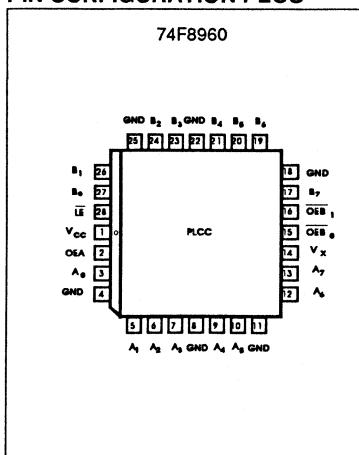 PIN CONFIGURATION PLCC
74F8960
GND B2 B3 GND B4 B5 B6
25 24 23 22 21 20 19
B1 26 18 GND
B0 27 17 B7
LE 28 16 OEB1
VCC 1 PLCC 15 OEB0
OEA 2 14 VX
A0 3 13 A7
GND 4 12 A6
5 6 7 8 9 10 11
A1 A2 A3 GND A4 A5 GND